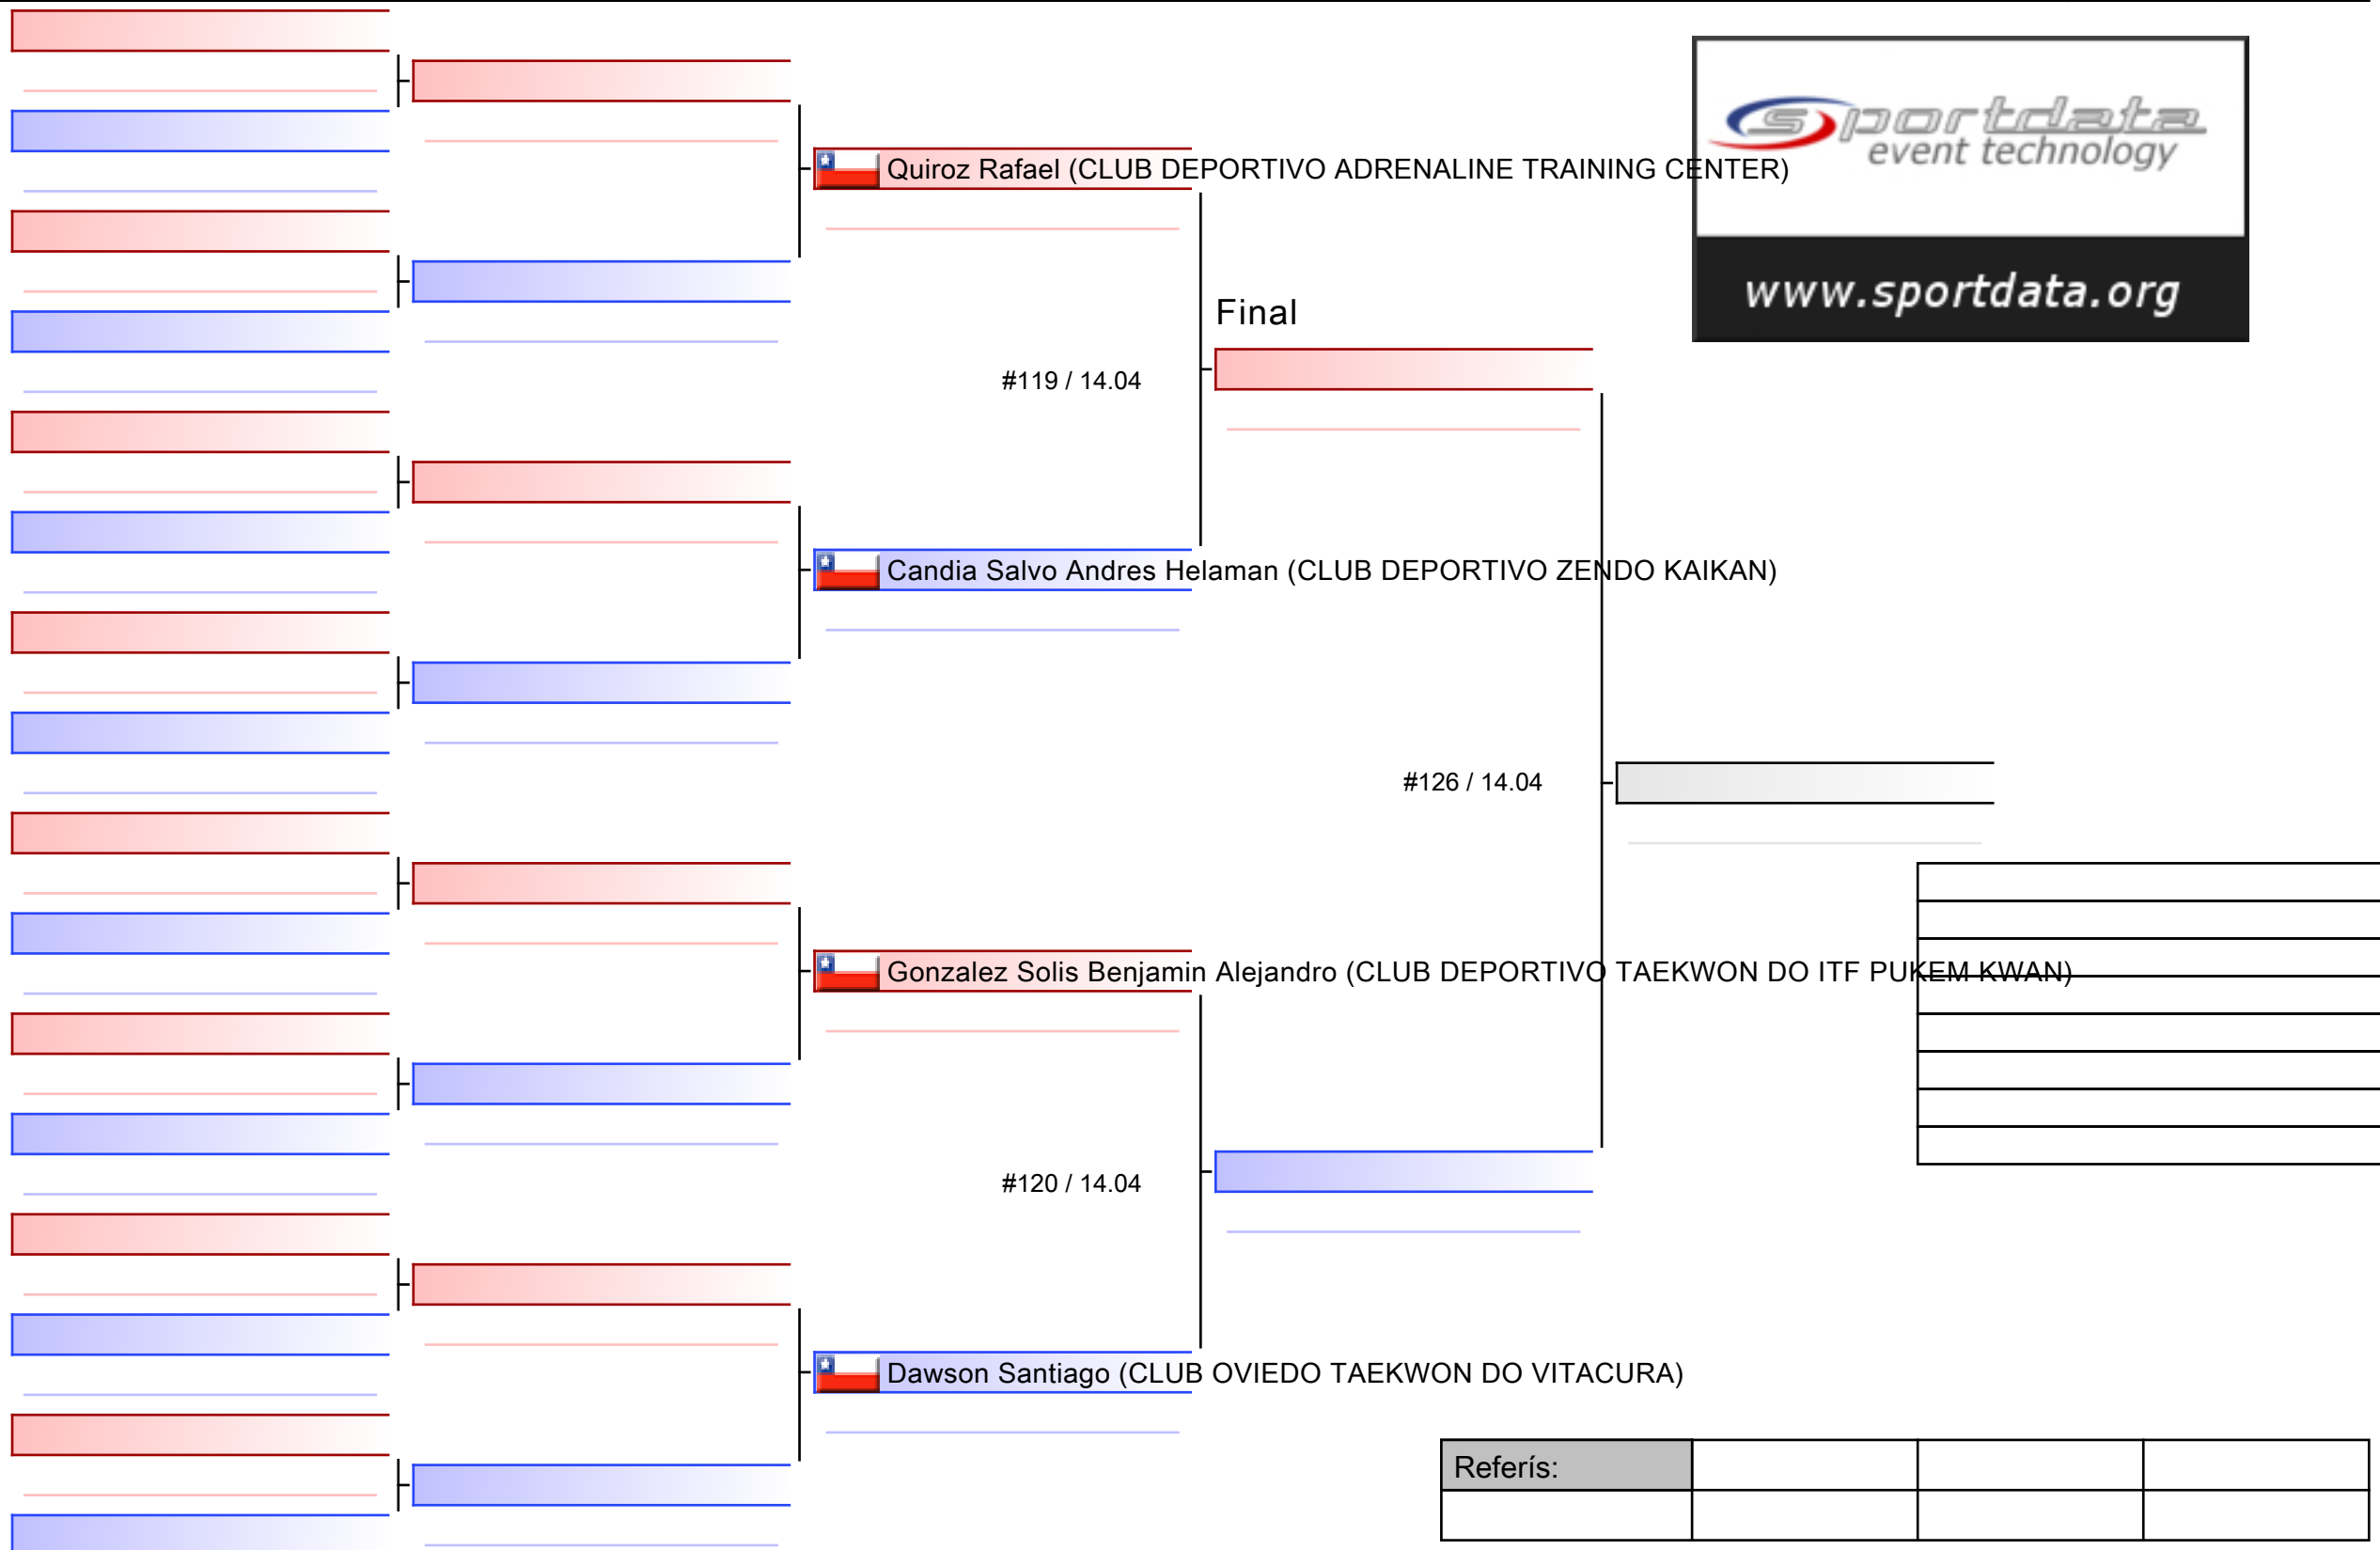 sportdata
event technology
www.sportdata.org
Quiroz Rafael (CLUB DEPORTIVO ADRENALINE TRAINING CENTER)
Final
#119 / 14.04
Candia Salvo Andres Helaman (CLUB DEPORTIVO ZENDO KAIKAN)
#126 / 14.04
Gonzalez Solis Benjamin Alejandro (CLUB DEPORTIVO TAEKWON DO ITF PUKEM KWAN)
#120 / 14.04
Dawson Santiago (CLUB OVIEDO TAEKWON DO VITACURA)
Referís: